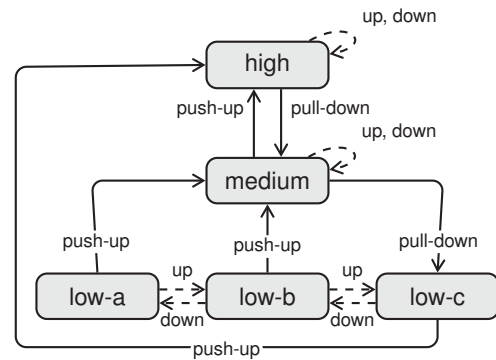 up, down
high
push-up
pull-down
up, down
medium
push-up
push-up
pull-down
up
up
low-a
low-b
low-c
down
down
push-up